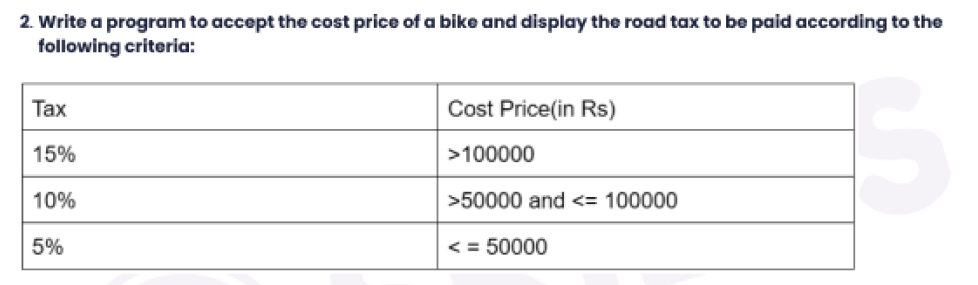 2. Write a program to accept the cost price of a bike and display the road tax to be paid according to the
following criteria:
Tax Cost Price(in Rs)
15% >100000
10% >50000 and <= 100000
5% < = 50000